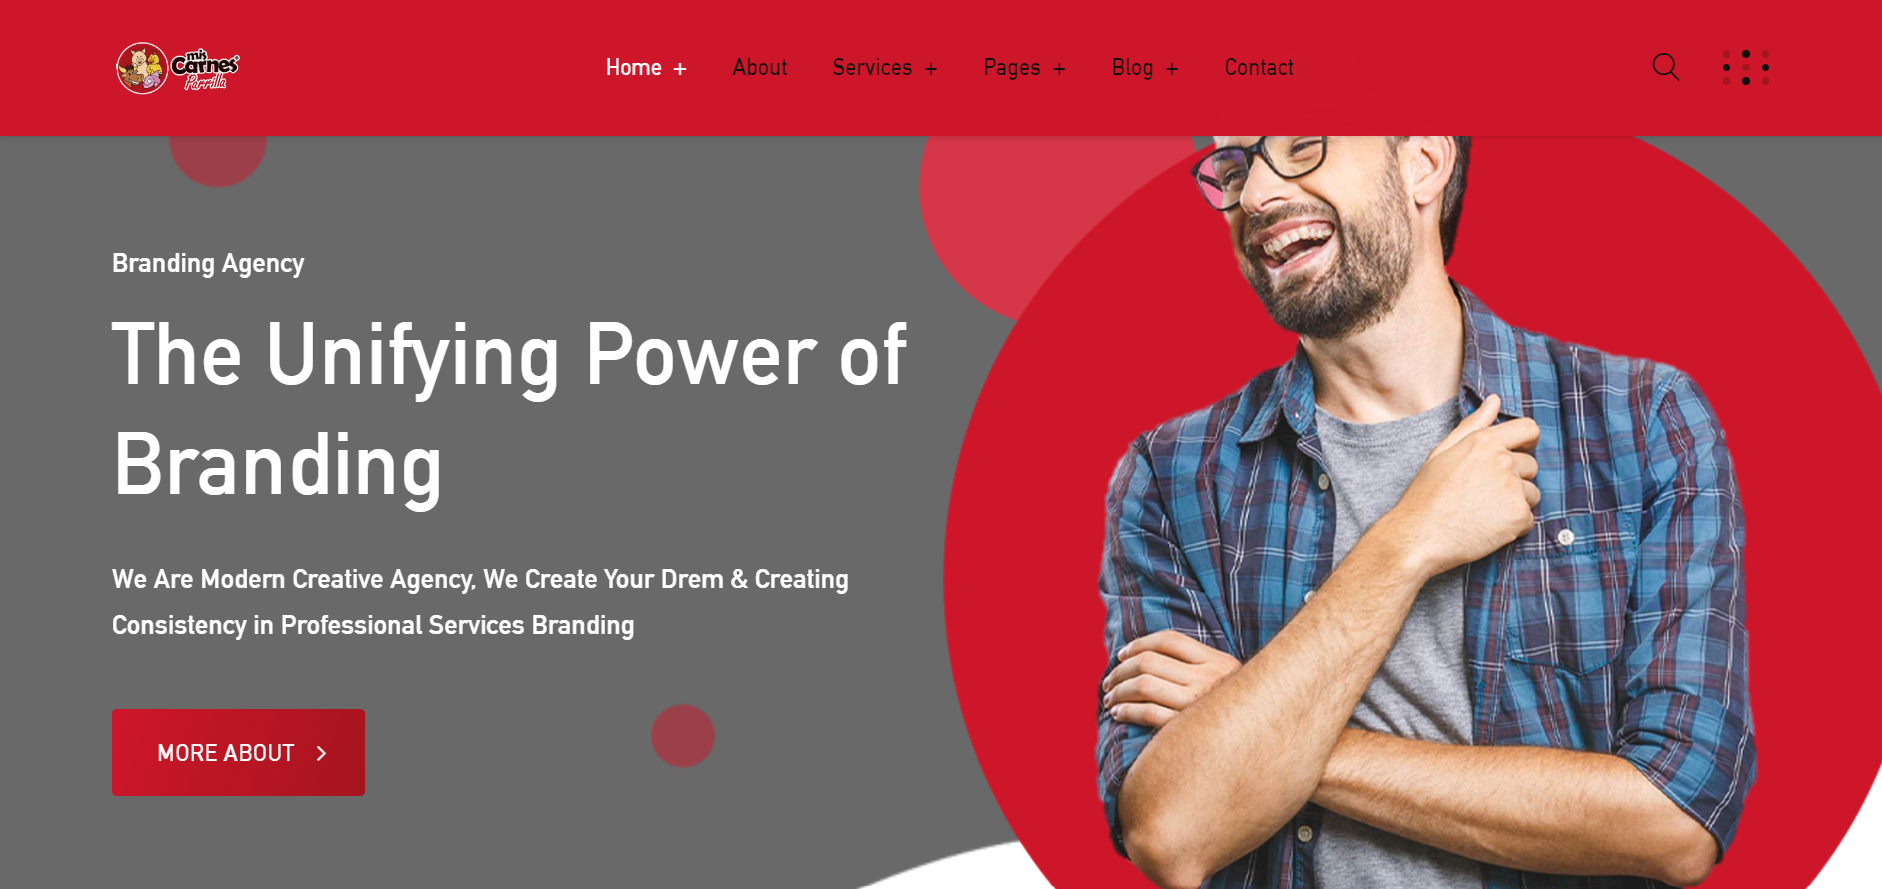 mis
Carnes
Parrilla
Home + About Services + Pages + Blog + Contact
Branding Agency
The Unifying Power of
Branding
We Are Modern Creative Agency, We Create Your Drem & Creating
Consistency in Professional Services Branding
MORE ABOUT >